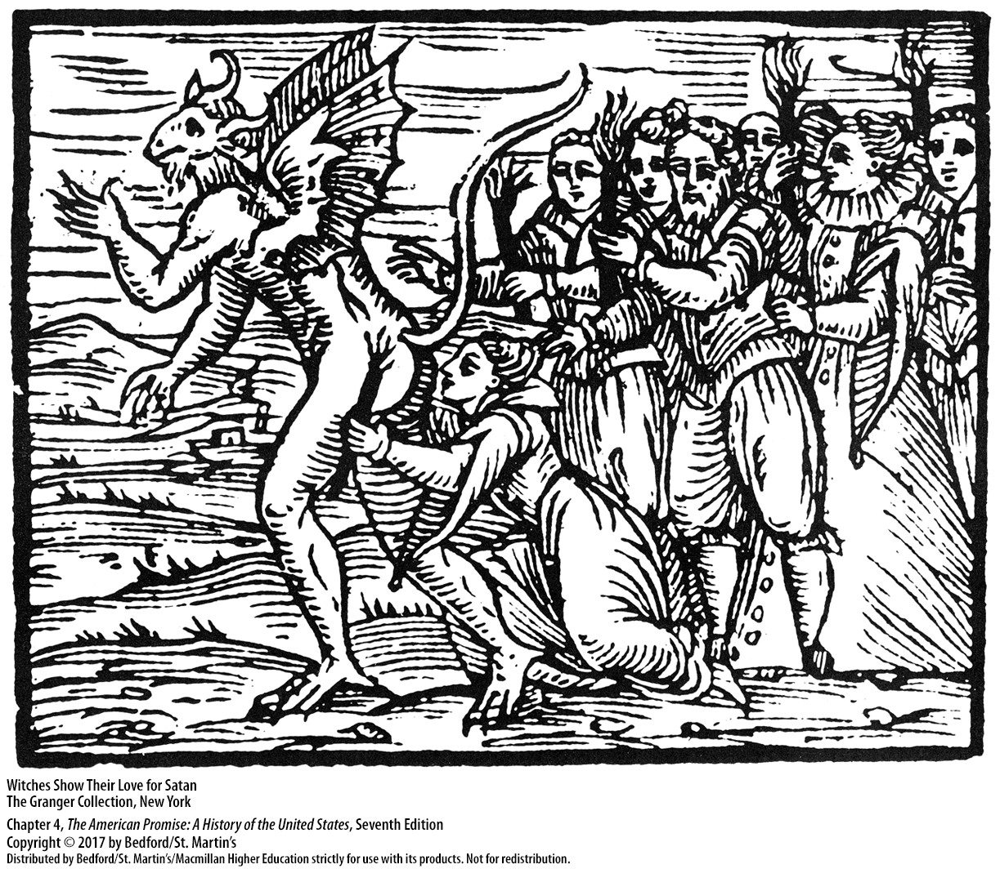 Witches Show Their Love for Satan
The Granger Collection, New York
Chapter 4, The American Promise: A History of the United States, Seventh Edition
Copyright © 2017 by Bedford/St. Martin's
Distributed by Bedford/St. Martin's/Macmillan Higher Education strictly for use with its products. Not for redistribution.